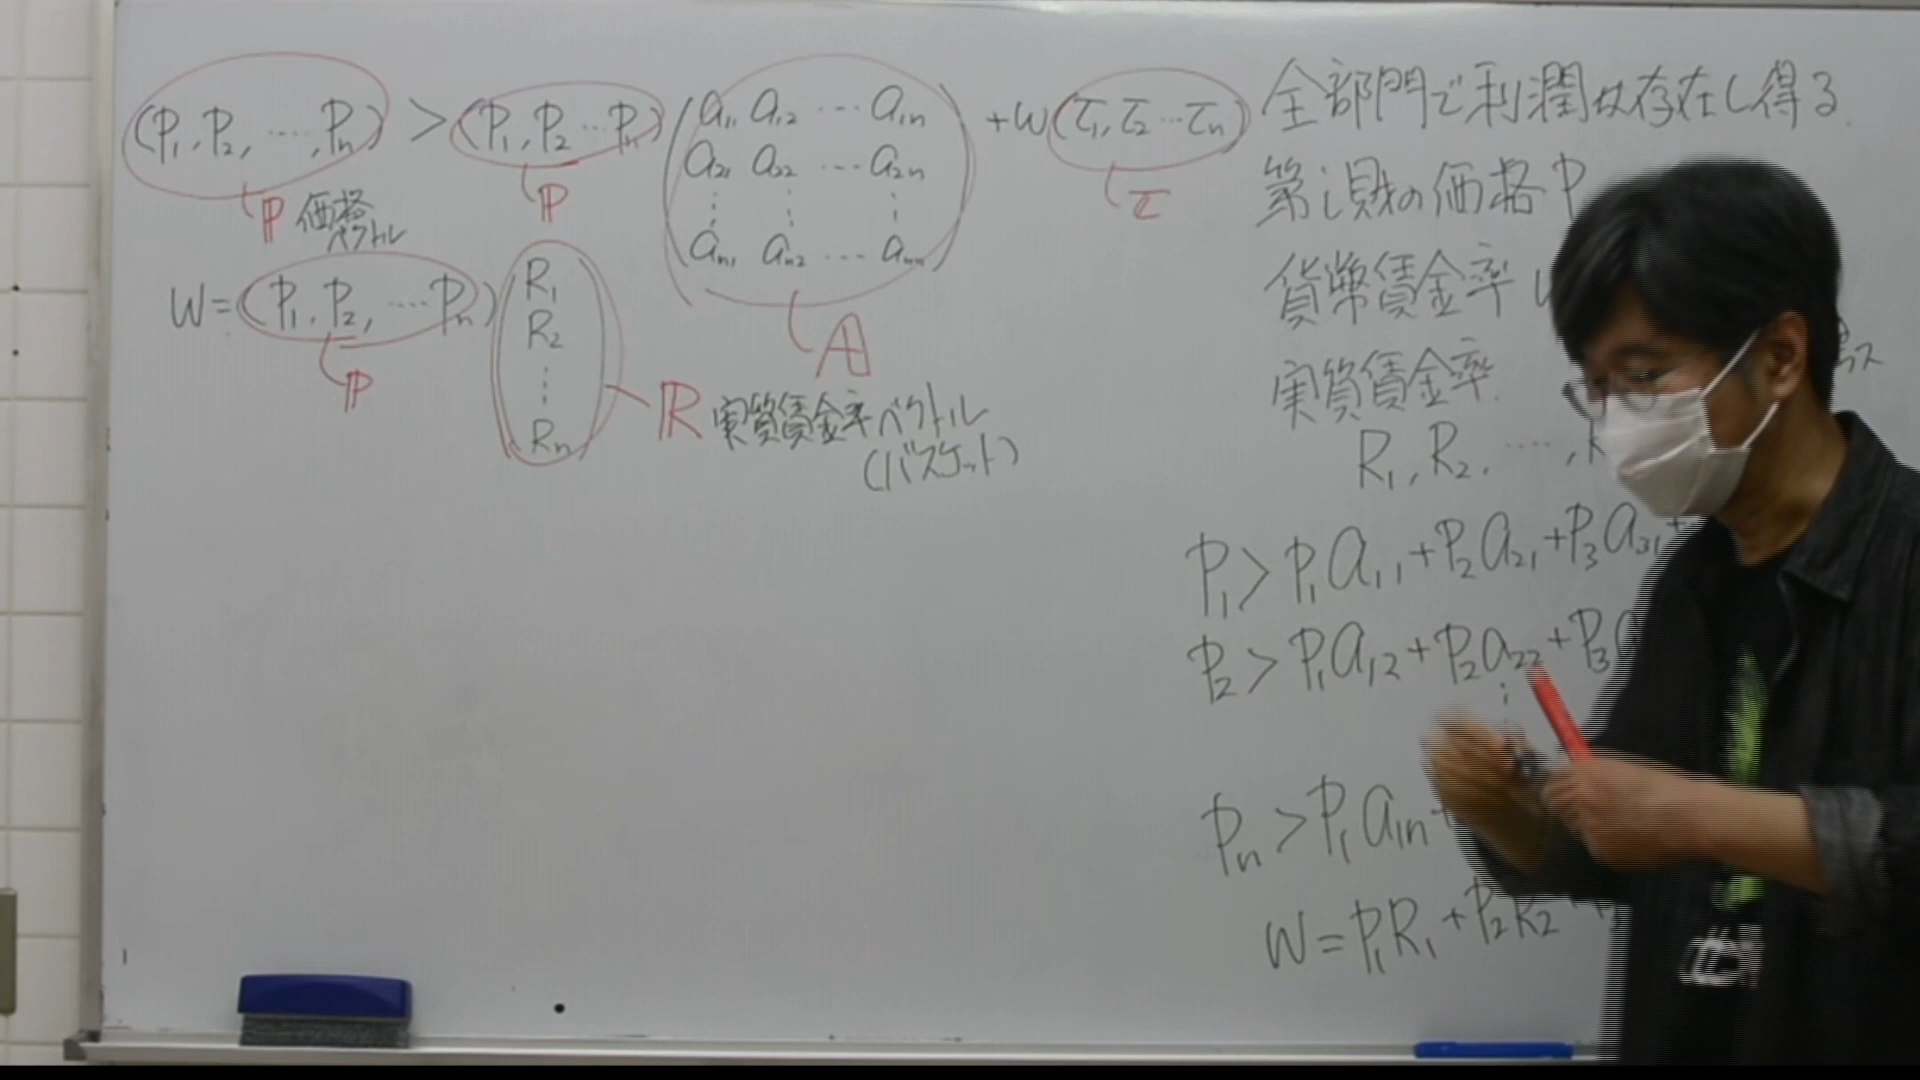 (P₁, P₂, ‥‥, Pₙ) > (P₁, P₂ … Pₙ) (a₁₁ a₁₂ … a₁ₙ
a₂₁ a₂₂ … a₂ₙ
⋮ ⋮ ⋮
aₙ₁ aₙ₂ … aₙₙ) + W(τ₁, τ₂ … τₙ)
ℙ 価格
ベクトル
ℙ
𝔸
τ
W = (P₁, P₂, ‥‥ Pₙ) (R₁
R₂
⋮
Rₙ)
ℙ
ℝ 実質賃金率ベクトル
(バスケット)
全部門で利潤は存在し得る.
第i財の価格 P
貨幣賃金率
実質賃金率.
R₁, R₂, ‥‥,
P₁ > P₁a₁₁ + P₂a₂₁ + P₃a₃₁ +
P₂ > P₁a₁₂ + P₂a₂₂ + P₃
⋮
Pₙ > P₁a₁ₙ +
W = P₁R₁ + P₂R₂ +